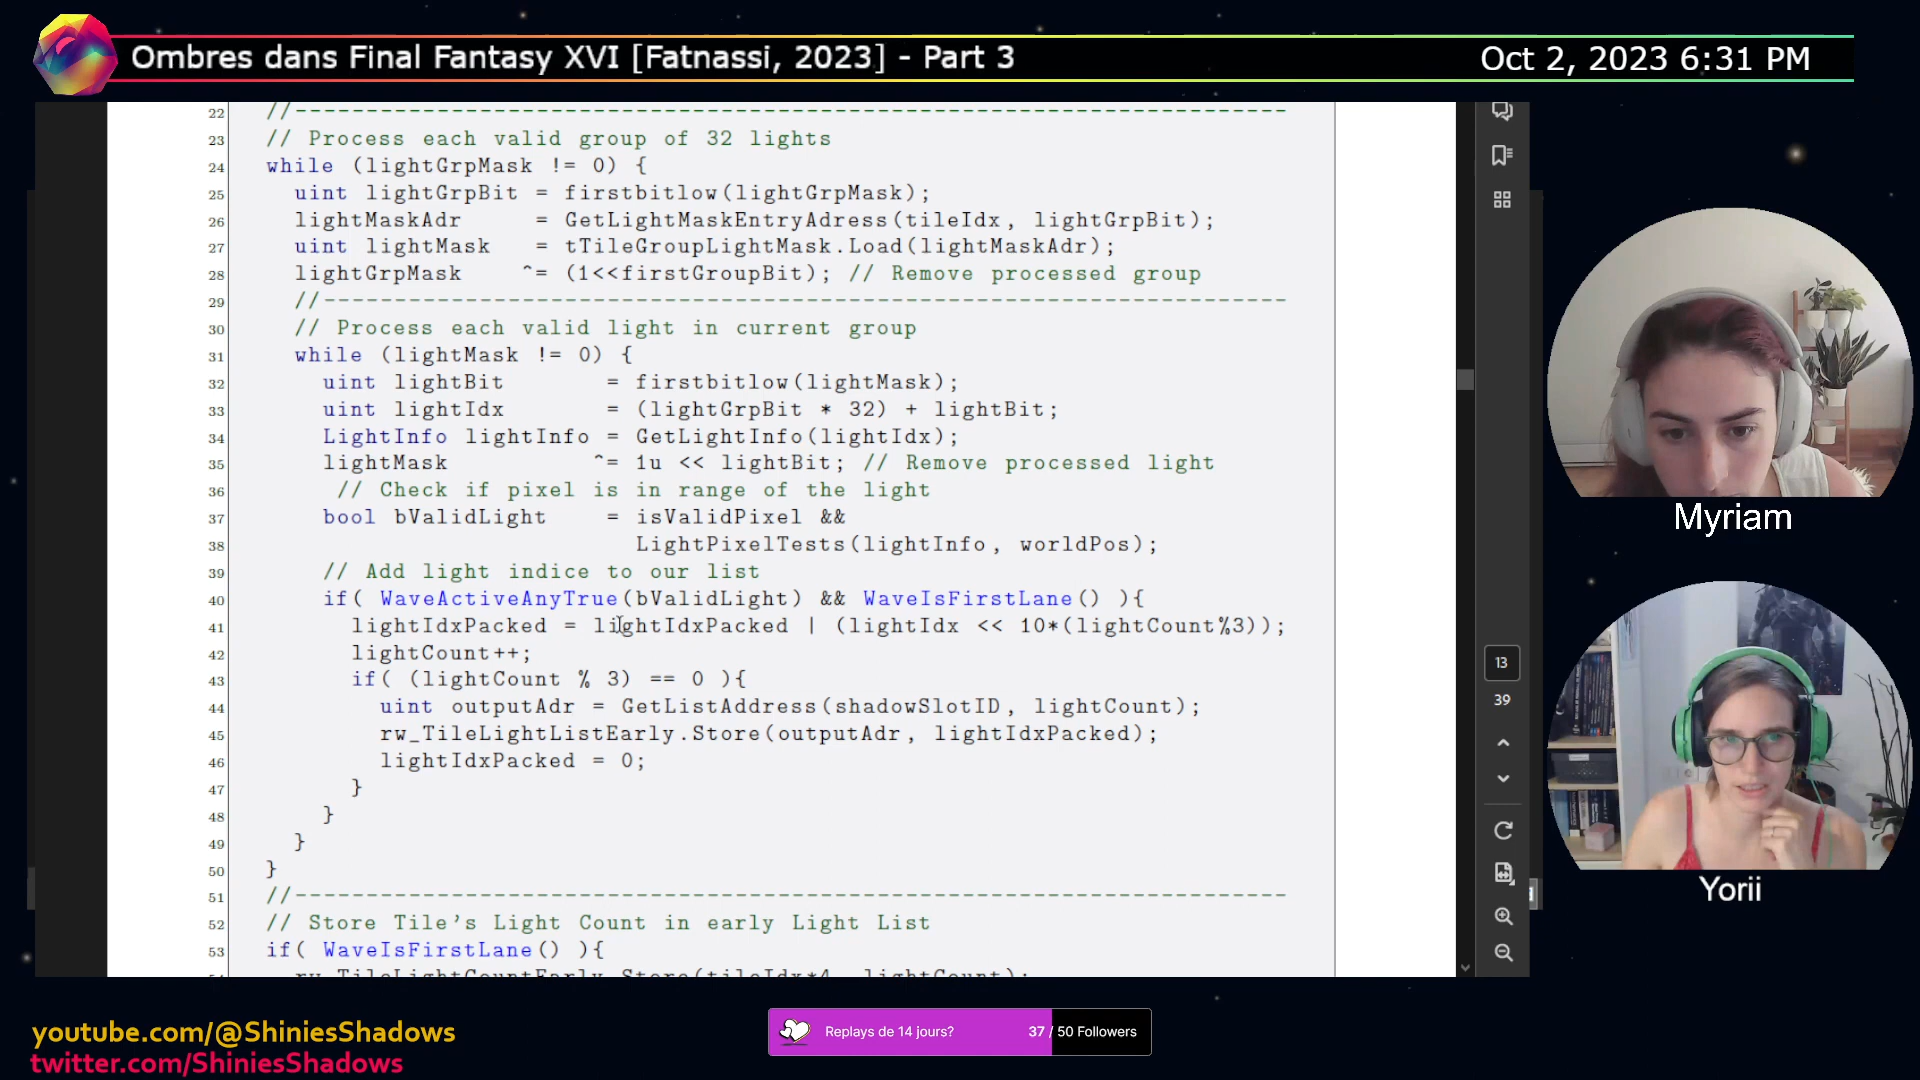 Ombres dans Final Fantasy XVI [Fatnassi, 2023] - Part 3
Oct 2, 2023 6:31 PM
22 //--------------------------------------------------------------------
23 // Process each valid group of 32 lights
24 while (lightGrpMask != 0) {
25 uint lightGrpBit = firstbitlow(lightGrpMask);
26 lightMaskAdr = GetLightMaskEntryAdress(tileIdx, lightGrpBit);
27 uint lightMask = tTileGroupLightMask.Load(lightMaskAdr);
28 lightGrpMask ^= (1<<firstGroupBit); // Remove processed group
29 //------------------------------------------------------------------
30 // Process each valid light in current group
31 while (lightMask != 0) {
32 uint lightBit = firstbitlow(lightMask);
33 uint lightIdx = (lightGrpBit * 32) + lightBit;
34 LightInfo lightInfo = GetLightInfo(lightIdx);
35 lightMask ^= 1u << lightBit; // Remove processed light
36 // Check if pixel is in range of the light
37 bool bValidLight = isValidPixel &&
38 LightPixelTests(lightInfo, worldPos);
39 // Add light indice to our list
40 if( WaveActiveAnyTrue(bValidLight) && WaveIsFirstLane() ){
41 lightIdxPacked = lightIdxPacked | (lightIdx << 10*(lightCount%3));
42 lightCount++;
43 if( (lightCount % 3) == 0 ){
44 uint outputAdr = GetListAddress(shadowSlotID, lightCount);
45 rw_TileLightListEarly.Store(outputAdr, lightIdxPacked);
46 lightIdxPacked = 0;
47 }
48 }
49 }
50 }
51 //--------------------------------------------------------------------
52 // Store Tile's Light Count in early Light List
53 if( WaveIsFirstLane() ){
54 rw_TileLightCountEarly.Store(tileIdx*4, lightCount);
13
39
Myriam
Yorii
youtube.com/@ShiniesShadows
twitter.com/ShiniesShadows
Replays de 14 jours? 37 / 50 Followers